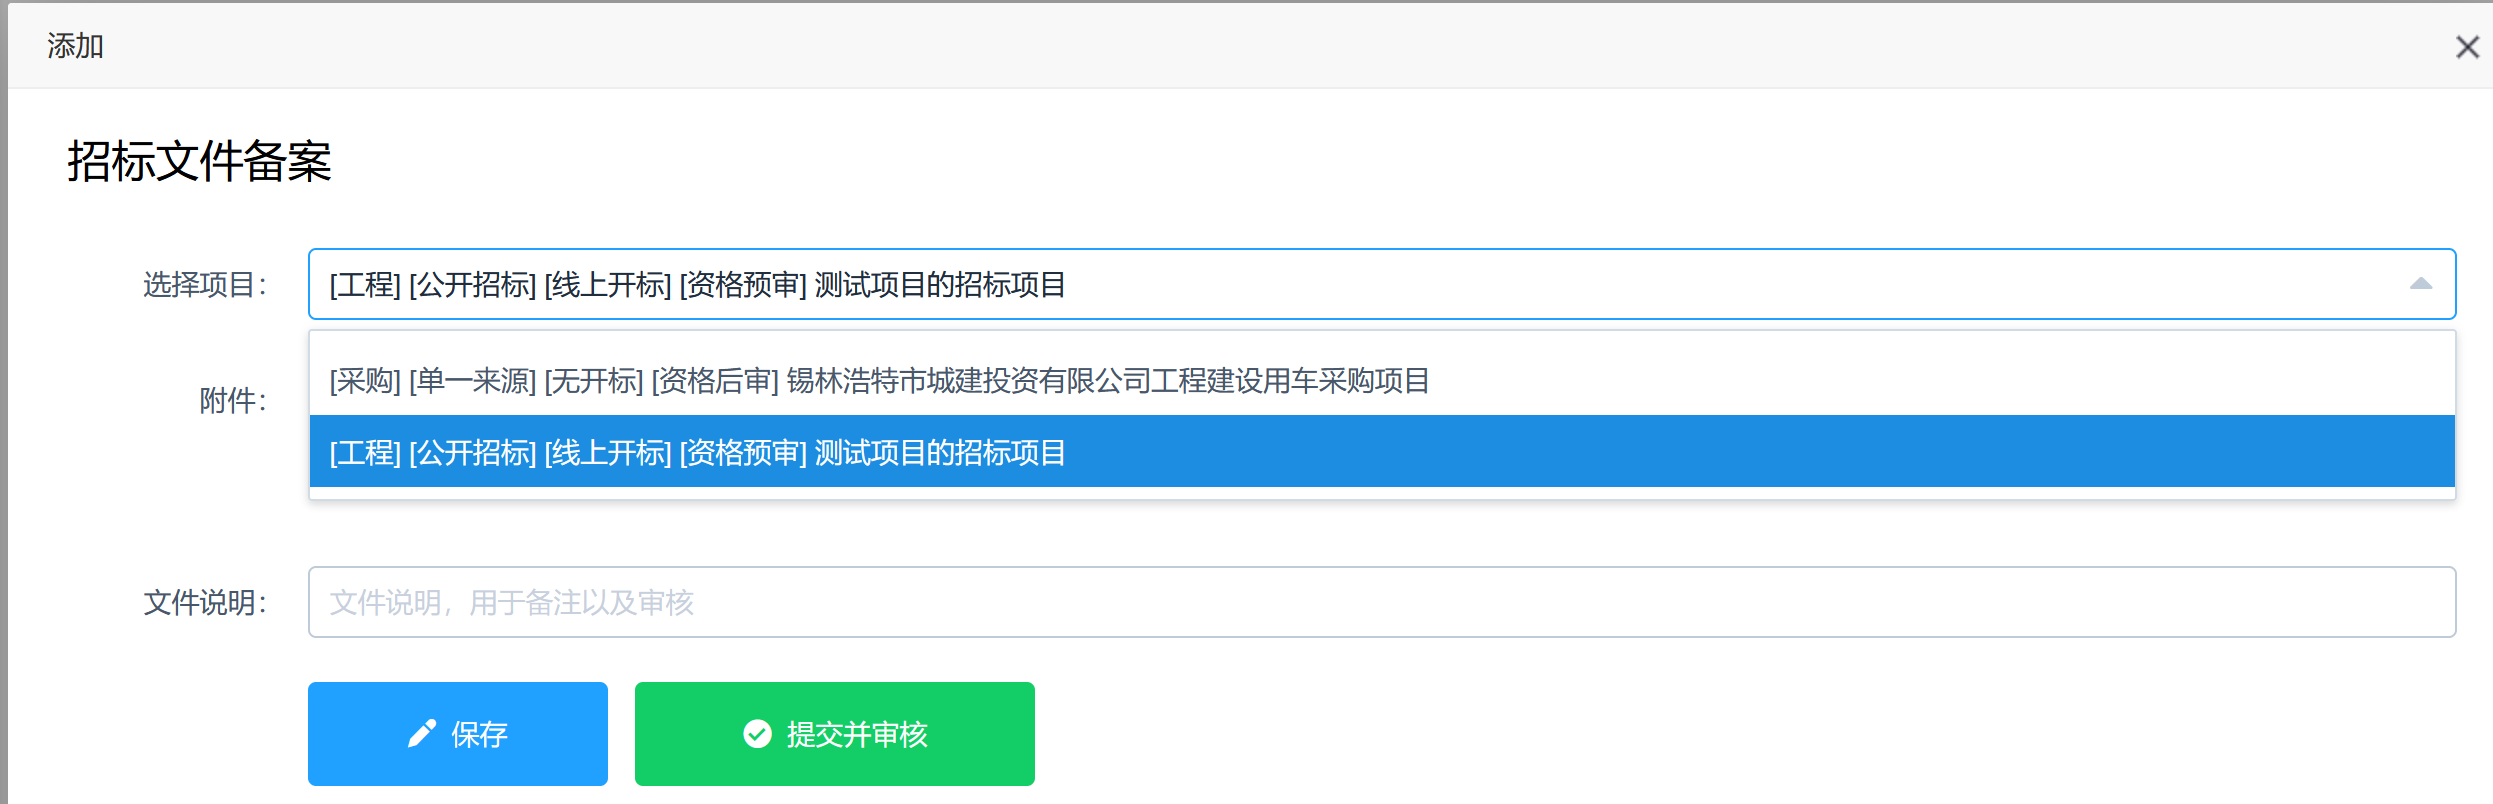 添加
招标文件备案
选择项目：
[工程] [公开招标] [线上开标] [资格预审] 测试项目的招标项目
附件：
[采购] [单一来源] [无开标] [资格后审] 锡林浩特市城建投资有限公司工程建设用车采购项目
[工程] [公开招标] [线上开标] [资格预审] 测试项目的招标项目
文件说明：
文件说明，用于备注以及审核
保存
提交并审核